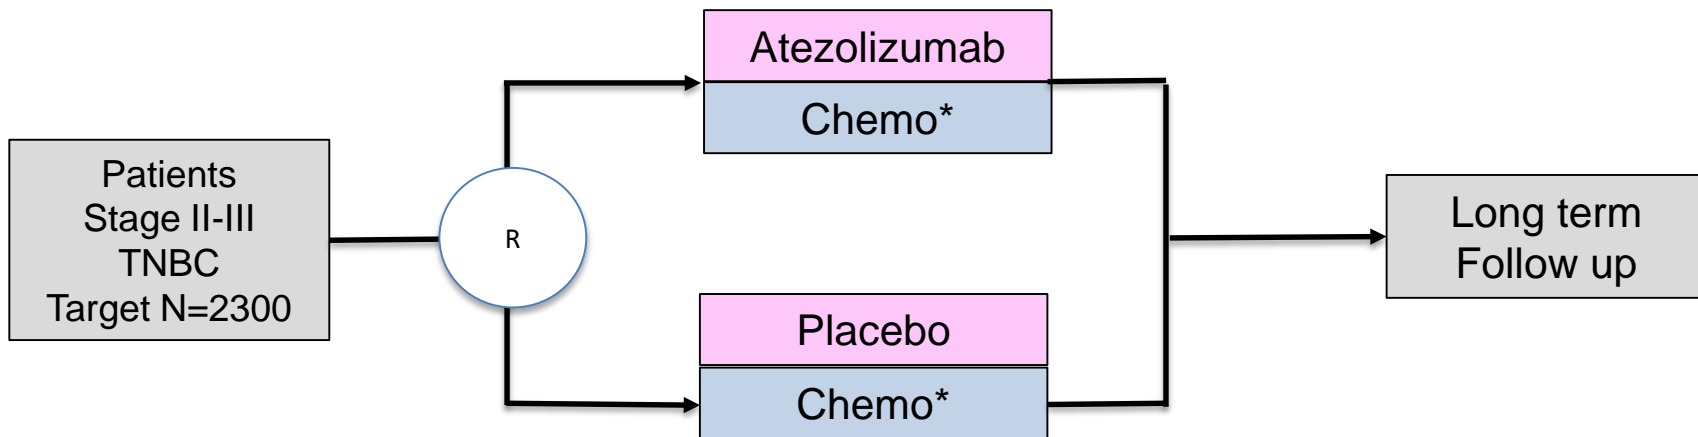 Patients
Stage II-III
TNBC
Target N=2300
R
Atezolizumab
Chemo*
Placebo
Chemo*
Long term
Follow up